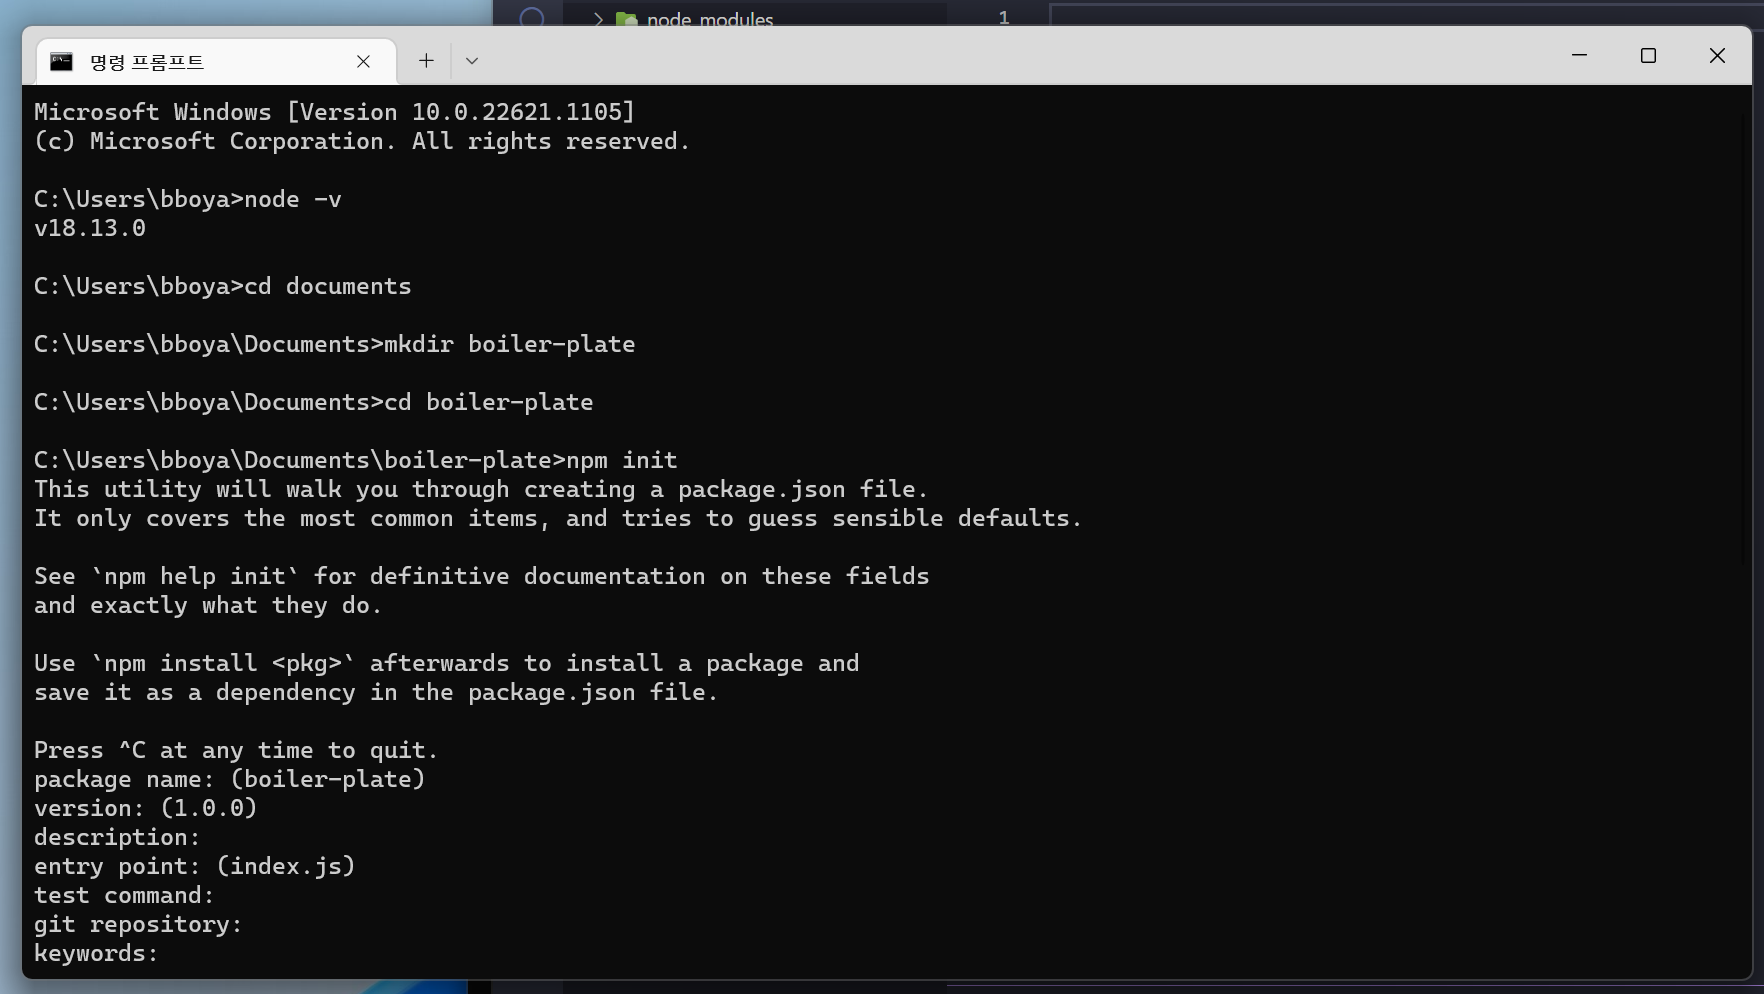 node_modules
1
명령 프롬프트
Microsoft Windows [Version 10.0.22621.1105]
(c) Microsoft Corporation. All rights reserved.
C:\Users\bboya>node -v
v18.13.0
C:\Users\bboya>cd documents
C:\Users\bboya\Documents>mkdir boiler-plate
C:\Users\bboya\Documents>cd boiler-plate
C:\Users\bboya\Documents\boiler-plate>npm init
This utility will walk you through creating a package.json file.
It only covers the most common items, and tries to guess sensible defaults.
See `npm help init` for definitive documentation on these fields
and exactly what they do.
Use `npm install <pkg>` afterwards to install a package and
save it as a dependency in the package.json file.
Press ^C at any time to quit.
package name: (boiler-plate)
version: (1.0.0)
description:
entry point: (index.js)
test command:
git repository:
keywords: